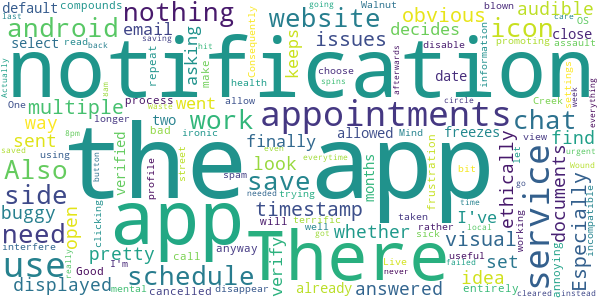 default compounds
last
android
nothing
website
obvious
audible
going Walnut
blown
OS
select read back
email
decides
issues
icon
close
care
disable
repeat
hit
saving
asking
keeps
make
choose
promoting
assault
Consequently
information
date
notification
multiple
process
health
afterwards
settings
8am
Actually
One
using
longer
spins
allow
circle
Creek
everything
week
way
went
two
work
appointments
chat
sent
8pm
waste
bad
ironic
finally
allowed
Mind
view
find
Also
verified
profile
street
spam
look
months
freezes
let
go
urgent
Wound
saved
button
even
everytime
the app
save
needed
trying
frustration
bit
time
local
side
buggy
open
Clicking
timestamp
ethically
service
working
documents
Especially
incompatible
need
really
pretty
call
verify
terrific
will
taken
rather
whether
well
got
I've
visual
useful
failed
sick
never
use
I'm
app
There
Live
set
idea
annoying
displayed
Good
schedule
anyway
already
answered
entirely
interfere
mental
cancelled
disappear
cleared
instead